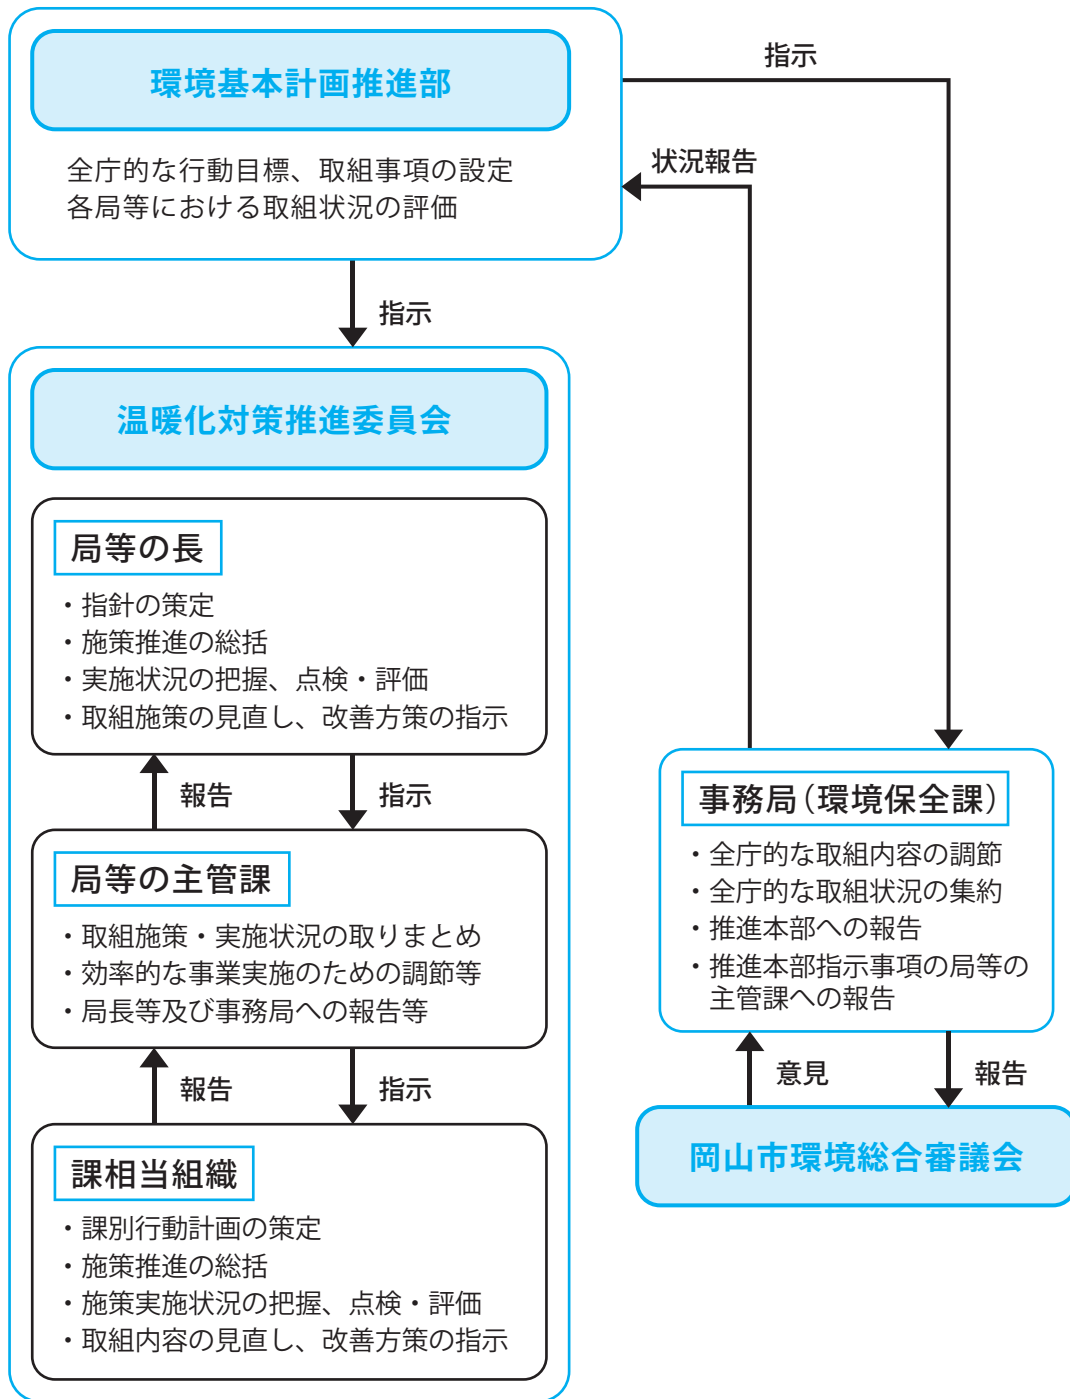 環境基本計画推進部
全庁的な行動目標、取組事項の設定
各局等における取組状況の評価
指示
状況報告
指示
温暖化対策推進委員会
局等の長
・指針の策定
・施策推進の総括
・実施状況の把握、点検・評価
・取組施策の見直し、改善方策の指示
報告
指示
局等の主管課
・取組施策・実施状況の取りまとめ
・効率的な事業実施のための調節等
・局長等及び事務局への報告等
報告
指示
課相当組織
・課別行動計画の策定
・施策推進の総括
・施策実施状況の把握、点検・評価
・取組内容の見直し、改善方策の指示
事務局（環境保全課）
・全庁的な取組内容の調節
・全庁的な取組状況の集約
・推進本部への報告
・推進本部指示事項の局等の
主管課への報告
意見
報告
岡山市環境総合審議会